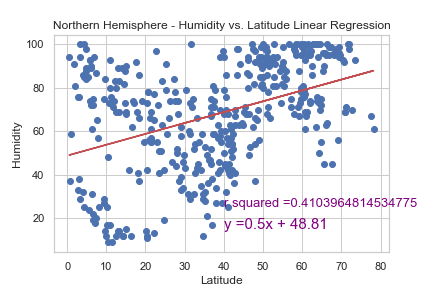 Northern Hemisphere - Humidity vs. Latitude Linear Regression
100
80
60
40
20
Humidity
r squared =0.4103964814534775
y =0.5x + 48.81
0 10 20 30 40 50 60 70 80
Latitude